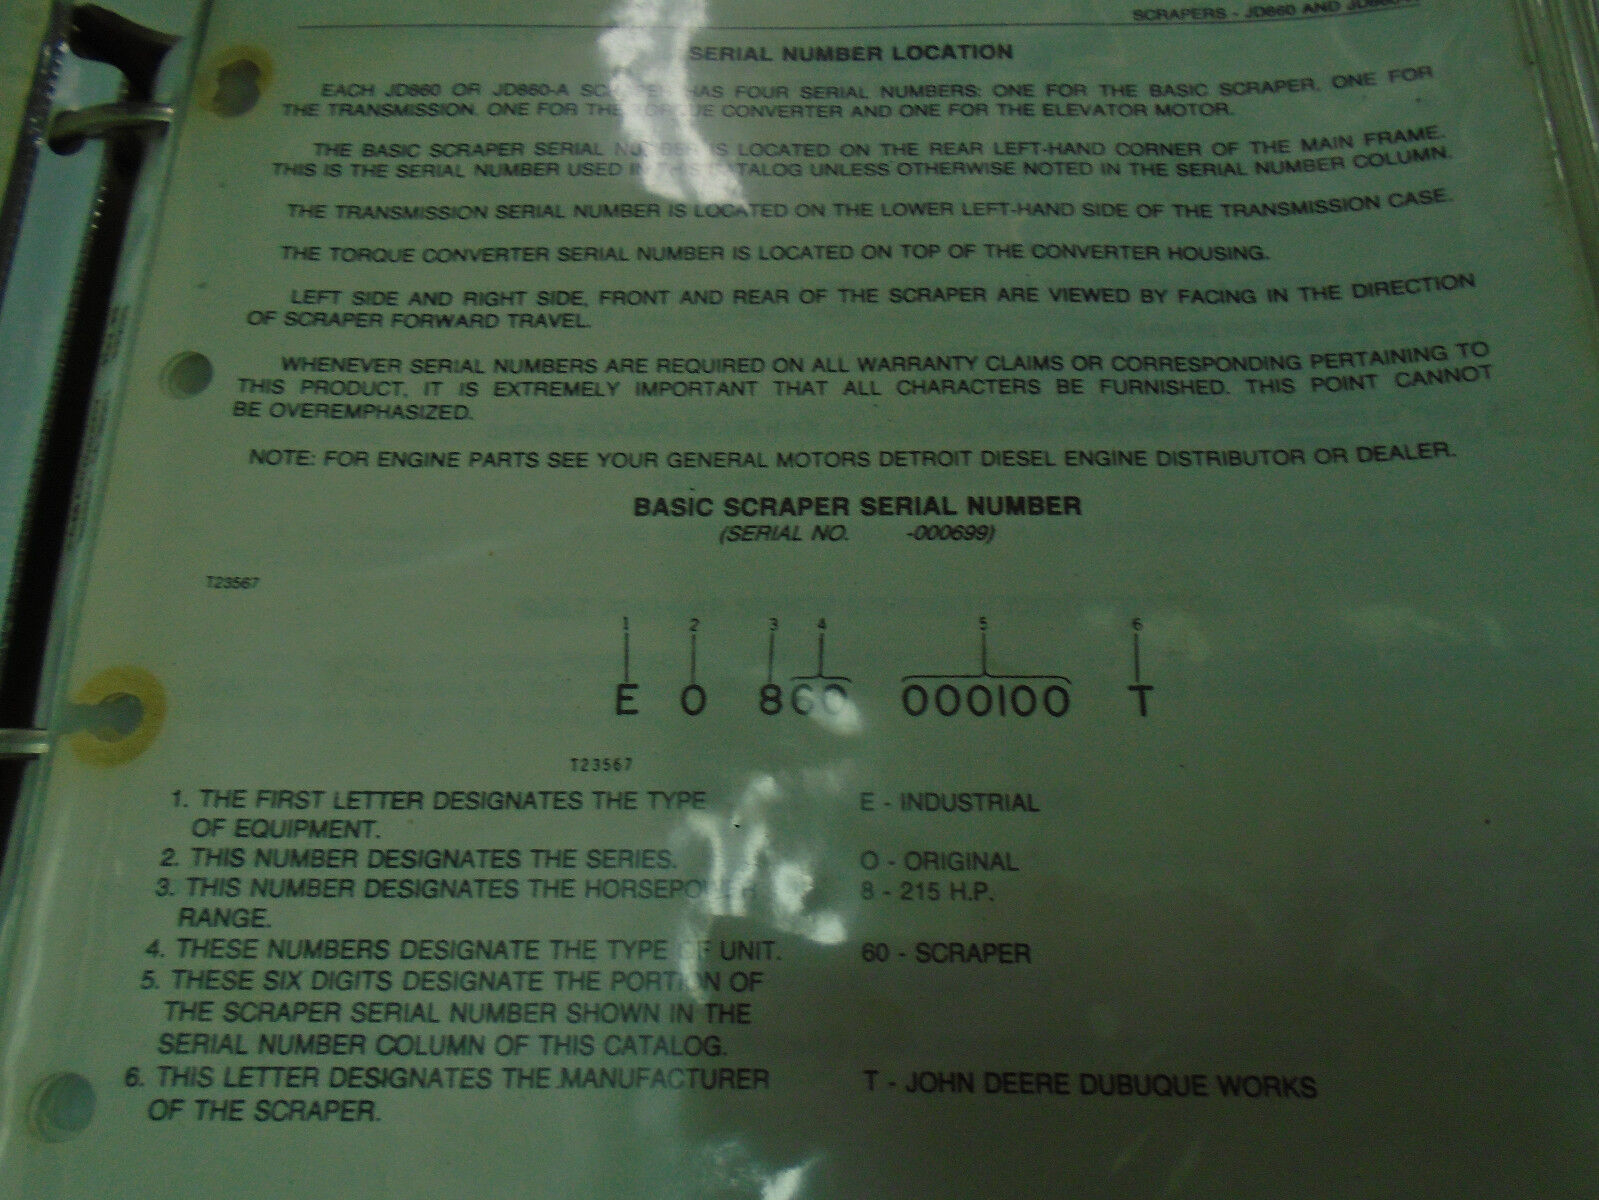 SCRAPERS - JD860 AND
SERIAL NUMBER LOCATION
EACH JD860 OR JD860-A HAS FOUR SERIAL NUMBERS: ONE FOR THE BASIC SCRAPER, ONE FOR
THE TRANSMISSION, ONE FOR THE TORQUE CONVERTER AND ONE FOR THE ELEVATOR MOTOR.
THE BASIC SCRAPER SERIAL NUMBER IS LOCATED ON THE REAR LEFT-HAND CORNER OF THE MAIN FRAME.
THIS IS THE SERIAL NUMBER USED IN THIS CATALOG UNLESS OTHERWISE NOTED IN THE SERIAL NUMBER COLUMN.
THE TRANSMISSION SERIAL NUMBER IS LOCATED ON THE LOWER LEFT-HAND SIDE OF THE TRANSMISSION CASE.
THE TORQUE CONVERTER SERIAL NUMBER IS LOCATED ON TOP OF THE CONVERTER HOUSING.
LEFT SIDE AND RIGHT SIDE, FRONT AND REAR OF THE SCRAPER ARE VIEWED BY FACING IN THE DIRECTION
OF SCRAPER FORWARD TRAVEL.
WHENEVER SERIAL NUMBERS ARE REQUIRED ON ALL WARRANTY CLAIMS OR CORRESPONDING PERTAINING TO
THIS PRODUCT, IT IS EXTREMELY IMPORTANT THAT ALL CHARACTERS BE FURNISHED. THIS POINT CANNOT
BE OVEREMPHASIZED.
NOTE: FOR ENGINE PARTS SEE YOUR GENERAL MOTORS DETROIT DIESEL ENGINE DISTRIBUTOR OR DEALER.
BASIC SCRAPER SERIAL NUMBER
(SERIAL NO. -000699)
T23567
1 2 3 4 5 6
E 0 860 000100 T
T23567
1. THE FIRST LETTER DESIGNATES THE TYPE E - INDUSTRIAL
OF EQUIPMENT.
2. THIS NUMBER DESIGNATES THE SERIES. O - ORIGINAL
3. THIS NUMBER DESIGNATES THE HORSEPOWER 8 - 215 H.P.
RANGE.
4. THESE NUMBERS DESIGNATE THE TYPE OF UNIT. 60 - SCRAPER
5. THESE SIX DIGITS DESIGNATE THE PORTION OF
THE SCRAPER SERIAL NUMBER SHOWN IN THE
SERIAL NUMBER COLUMN OF THIS CATALOG.
6. THIS LETTER DESIGNATES THE MANUFACTURER T - JOHN DEERE DUBUQUE WORKS
OF THE SCRAPER.